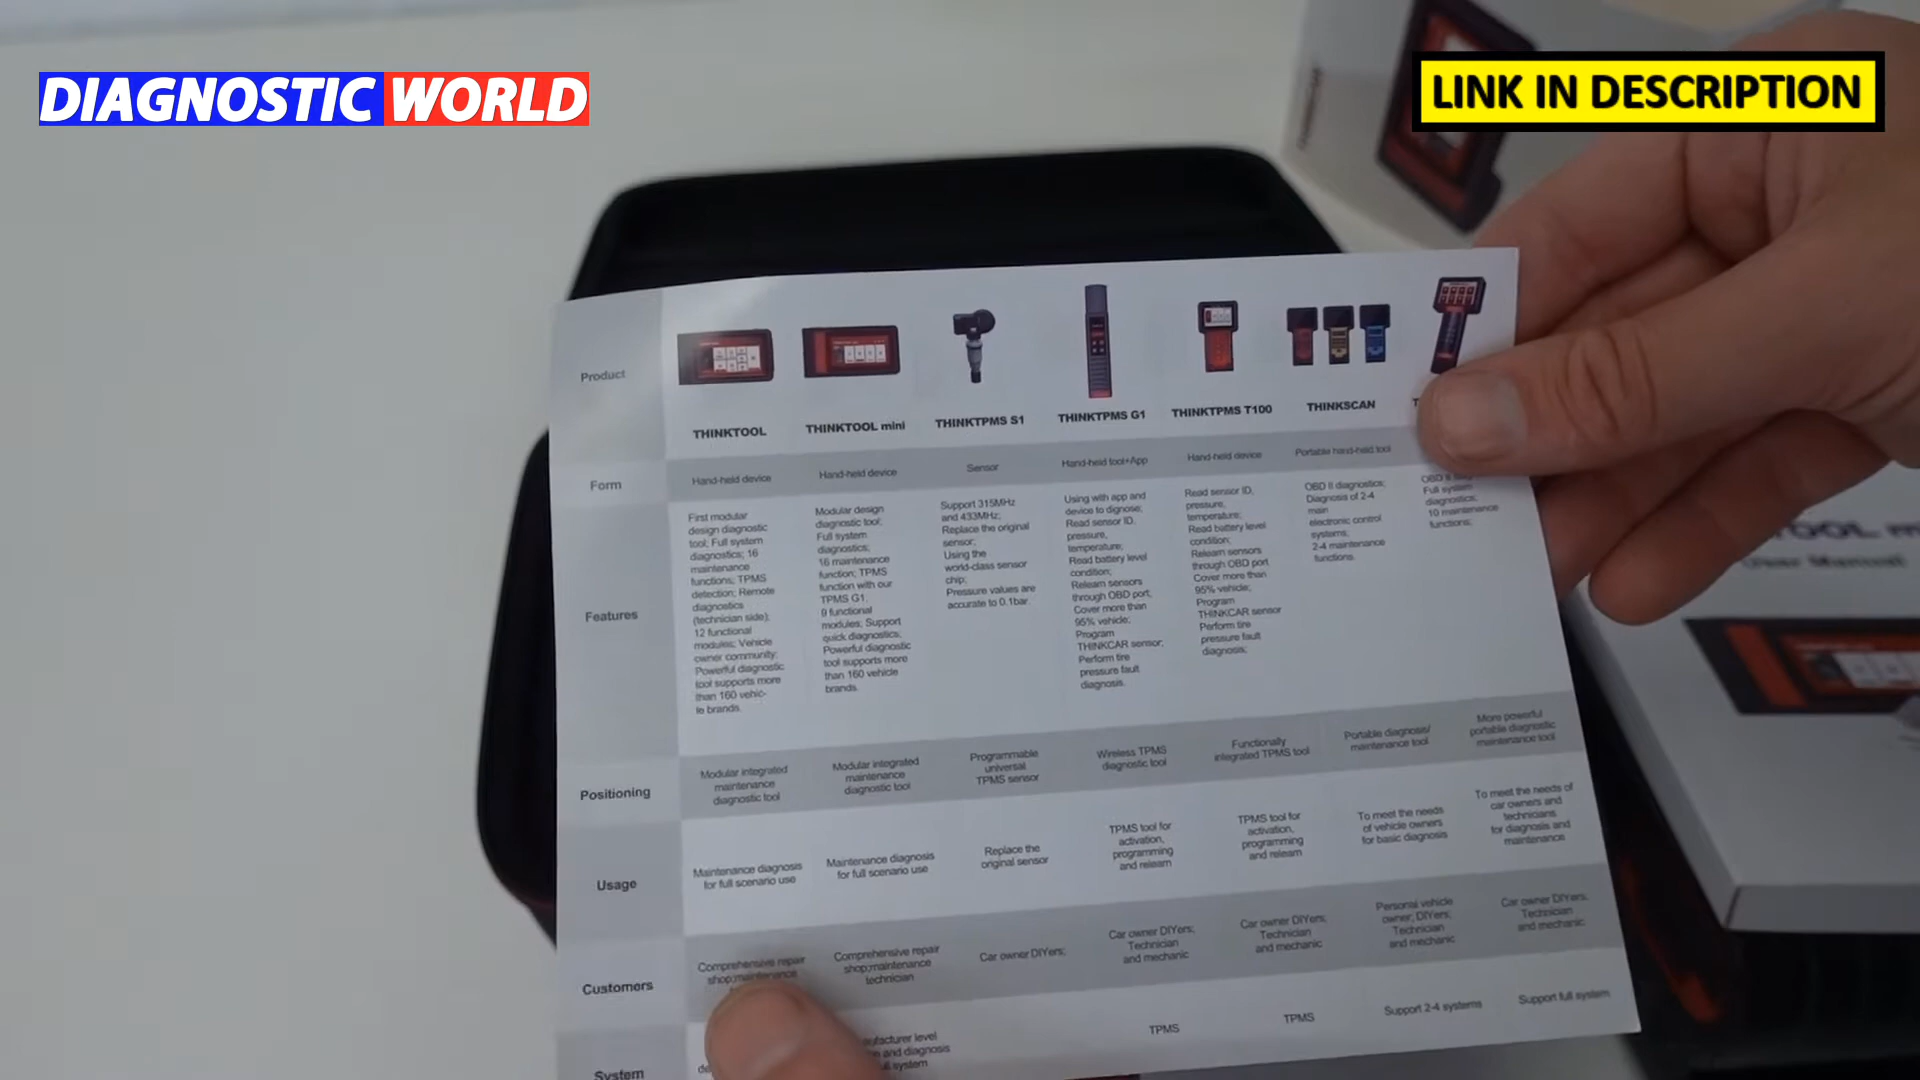 DIAGNOSTIC WORLD
LINK IN DESCRIPTION
Product
THINKTOOL
THINKTOOL mini
THINKTPMS S1
THINKTPMS G1
THINKTPMS T100
THINKSCAN
Form
Hand-held device
Hand-held device
Sensor
Hand-held tool+App
Hand-held device
Portable hand-held tool
Features
First modular
design diagnostic
tool; Full system
diagnostics; 16
maintenance
functions; TPMS
detection; Remote
diagnostics
(technician side);
12 functional
modules; Vehicle
owner community;
Powerful diagnostic
tool supports more
than 160 vehic-
le brands.
Modular design
diagnostic tool;
Full system
diagnostics;
16 maintenance
function; TPMS
function with our
TPMS G1.
9 functional
modules; Support
quick diagnostics;
Powerful diagnostic
tool supports more
than 160 vehicle
brands.
Support 315MHz
and 433MHz;
Replace the original
sensor;
Using the
world-class sensor
chip;
Pressure values are
accurate to 0.1bar.
Using with app and
device to dignose;
Read sensor ID,
pressure,
temperature;
Read battery level
condition;
Relearn sensors
through OBD port,
Cover more than
95% vehicle;
Program
THINKCAR sensor;
Perform tire
pressure fault
diagnosis.
Read sensor ID,
pressure,
temperature;
Read battery level
condition;
Relearn sensors
through OBD port
Cover more than
95% vehicle;
Program
THINKCAR sensor
Perform tire
pressure fault
diagnosis;
OBD II diagnostics;
Diagnosis of 2-4
main
electronic control
systems;
2-4 maintenance
functions.
OBD II
Full system
diagnostics;
10 maintenance
functions;
Positioning
Modular integrated
maintenance
diagnostic tool
Modular integrated
maintenance
diagnostic tool
Programmable
universal
TPMS sensor
Wireless TPMS
diagnostic tool
Functionally
integrated TPMS tool
Portable diagnosis/
maintenance tool
More powerful
portable diagnostic
maintenance tool
Usage
Maintenance diagnosis
for full scenario use
Maintenance diagnosis
for full scenario use
Replace the
original sensor
TPMS tool for
activation,
programming
and relearn
TPMS tool for
activation,
programming
and relearn
To meet the needs
of vehicle owners
for basic diagnosis
To meet the needs of
car owners and
technicians
for diagnosis and
maintenance
Customers
Comprehensive repair
shop;maintenance
Comprehensive repair
shop;maintenance
technician
Car owner DIYers;
Car owner DIYers;
Technician
and mechanic
Car owner DIYers;
Technician
and mechanic
Personal vehicle
owner; DIYers;
Technician
and mechanic
Car owner DIYers;
Technician
and mechanic
System
level
and diagnosis
system
TPMS
TPMS
Support 2-4 systems
Support full system
User Manual